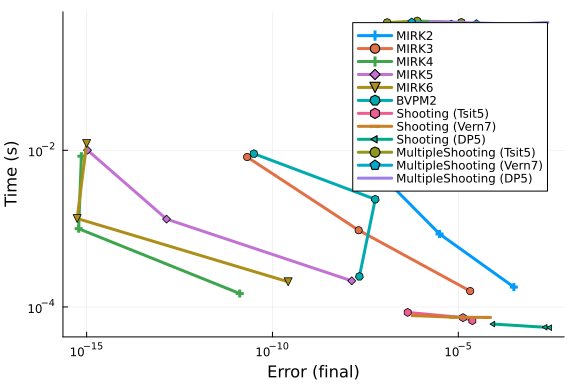 MIRK2
MIRK3
MIRK4
MIRK5
MIRK6
BVPM2
Shooting (Tsit5)
Shooting (Vern7)
Shooting (DP5)
MultipleShooting (Tsit5)
MultipleShooting (Vern7)
MultipleShooting (DP5)
Time (s)
10⁻²
10⁻⁴
10⁻¹⁵ 10⁻¹⁰ 10⁻⁵
Error (final)